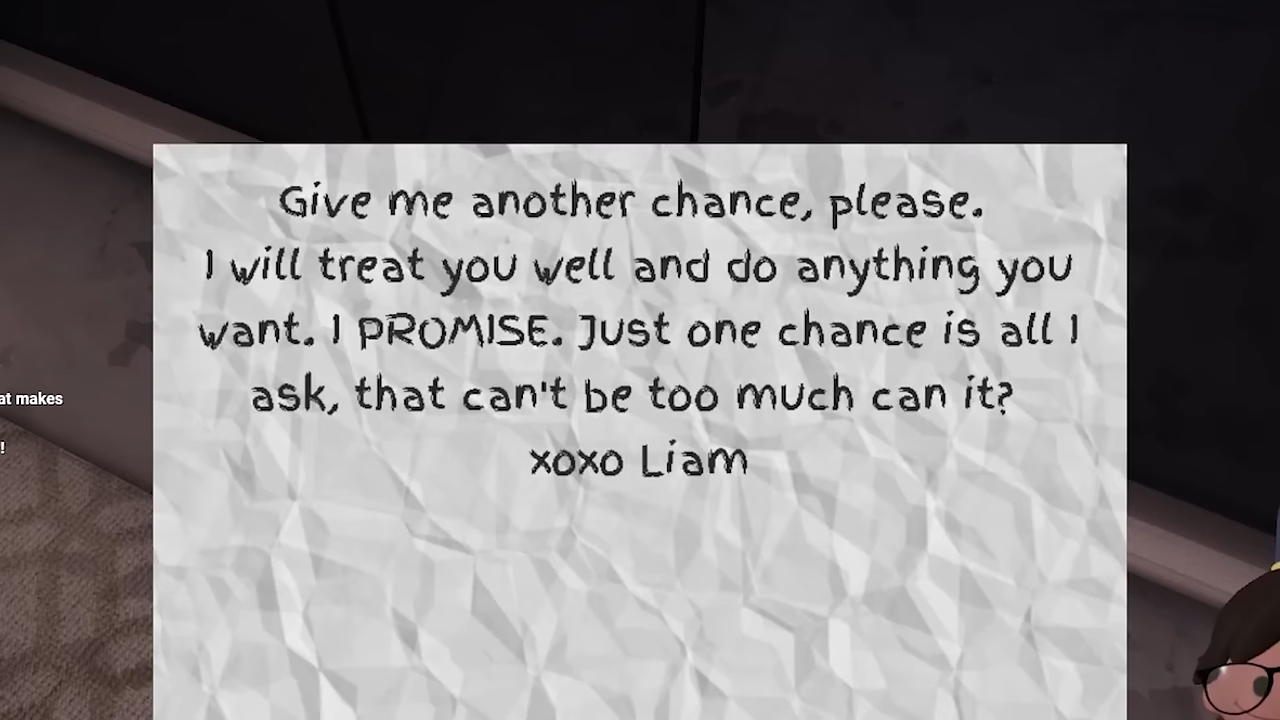 Give me another chance, please.
I will treat you well and do anything you
want. I PROMISE. Just one chance is all I
ask, that can't be too much can it?
xoxo Liam
at makes
!